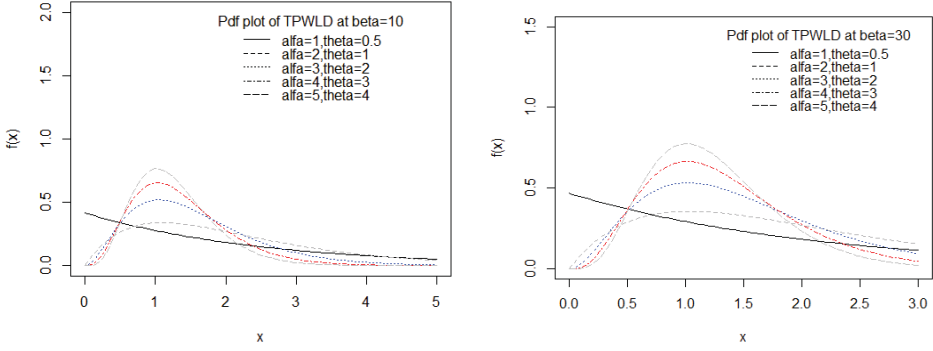 Pdf plot of TPWLD at beta=10
alfa=1,theta=0.5
alfa=2,theta=1
alfa=3,theta=2
alfa=4,theta=3
alfa=5,theta=4
f(x)
2.0
1.5
1.0
0.5
0.0
0 1 2 3 4 5
x
Pdf plot of TPWLD at beta=30
alfa=1,theta=0.5
alfa=2,theta=1
alfa=3,theta=2
alfa=4,theta=3
alfa=5,theta=4
f(x)
1.5
1.0
0.5
0.0
0.0 0.5 1.0 1.5 2.0 2.5 3.0
x